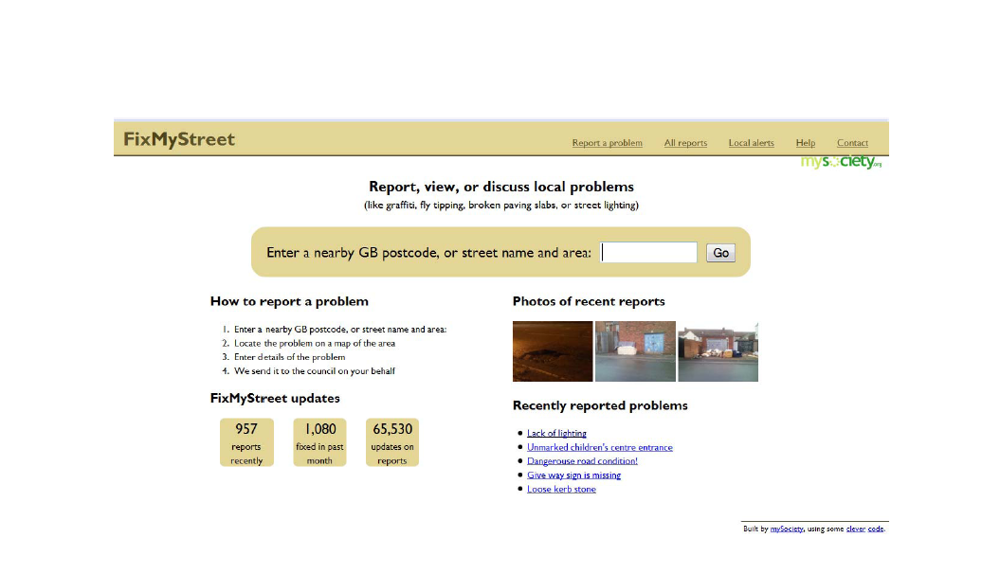 FixMyStreet
Report a problem All reports Local alerts Help Contact
mysociety.org
Report, view, or discuss local problems
(like graffiti, fly tipping, broken paving slabs, or street lighting)
Enter a nearby GB postcode, or street name and area: Go
How to report a problem
1. Enter a nearby GB postcode, or street name and area:
2. Locate the problem on a map of the area
3. Enter details of the problem
4. We send it to the council on your behalf
FixMyStreet updates
957 reports recently
1,080 fixed in past month
65,530 updates on reports
Photos of recent reports
Recently reported problems
Lack of lighting
Unmarked children's centre entrance
Dangerouse road condition!
Give way sign is missing
Loose kerb stone
Built by mySociety, using some clever code.